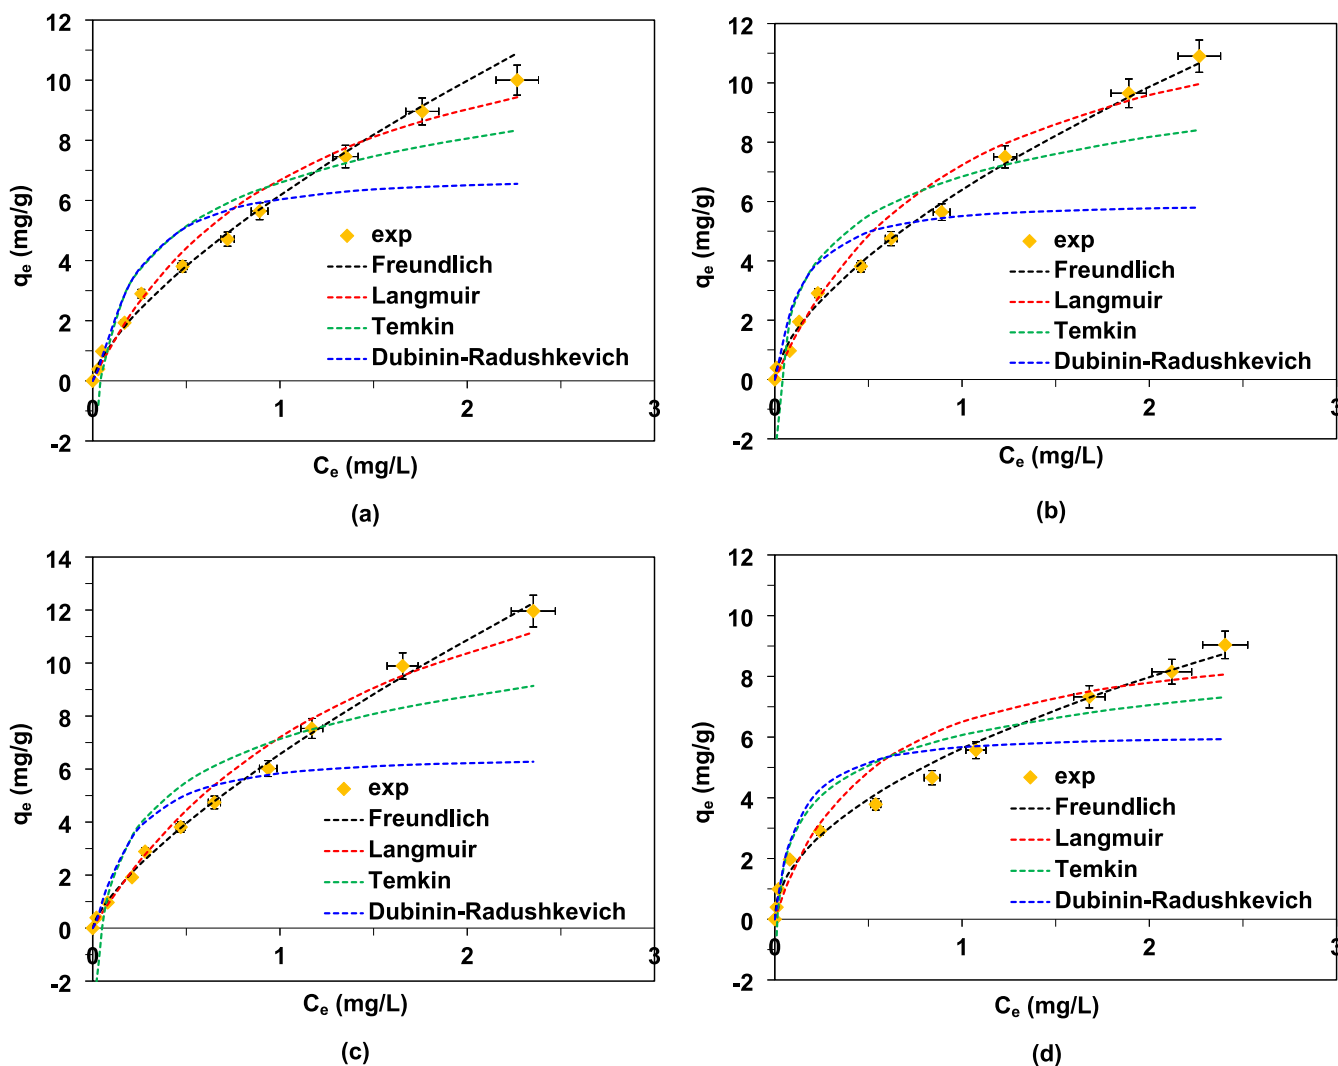 12
10
8
6
4
2
0
-2
qe (mg/g)
0
1
2
3
Ce (mg/L)
exp
Freundlich
Langmuir
Temkin
Dubinin-Radushkevich
(a)
12
10
8
6
4
2
0
-2
qe (mg/g)
0
1
2
3
Ce (mg/L)
exp
Freundlich
Langmuir
Temkin
Dubinin-Radushkevich
(b)
14
12
10
8
6
4
2
0
-2
qe (mg/g)
0
1
2
3
Ce (mg/L)
exp
Freundlich
Langmuir
Temkin
Dubinin-Radushkevich
(c)
12
10
8
6
4
2
0
-2
qe (mg/g)
0
1
2
3
Ce (mg/L)
exp
Freundlich
Langmuir
Temkin
Dubinin-Radushkevich
(d)